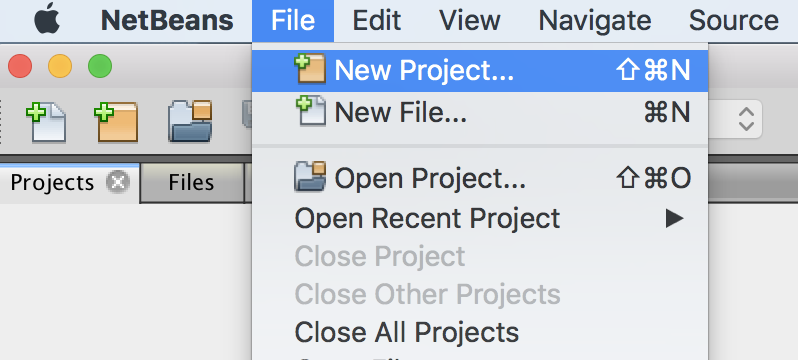 NetBeans File Edit View Navigate Source
New Project... ⇧⌘N
New File... ⌘N
Projects Files
Open Project... ⇧⌘O
Open Recent Project ▶
Close Project
Close Other Projects
Close All Projects